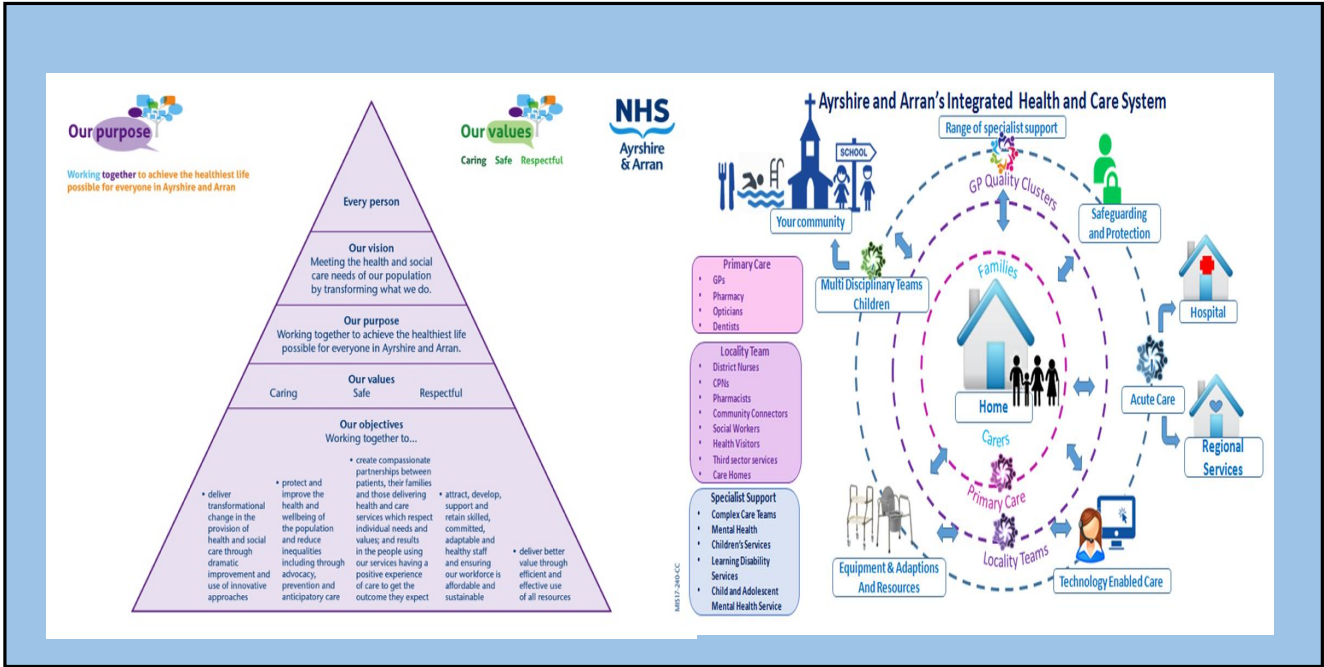 Our purpose
Working together to achieve the healthiest life
possible for everyone in Ayrshire and Arran
Our values
Caring Safe Respectful
NHS
Ayrshire
& Arran
Every person
Our vision
Meeting the health and social
care needs of our population
by transforming what we do.
Our purpose
Working together to achieve the healthiest life
possible for everyone in Ayrshire and Arran.
Our values
Caring Safe Respectful
Our objectives
Working together to...
• deliver
transformational
change in the
provision of
health and social
care through
dramatic
improvement and
use of innovative
approaches
• protect and
improve the
health and
wellbeing of
the population
and reduce
inequalities
including through
advocacy,
prevention and
anticipatory care
• create compassionate
partnerships between
patients, their families
and those delivering
health and care
services which respect
individual needs and
values; and results
in the people using
our services having a
positive experience
of care to get the
outcome they expect
• attract, develop,
support and
retain skilled,
committed,
adaptable and
healthy staff
and ensuring
our workforce is
affordable and
sustainable
• deliver better
value through
efficient and
effective use
of all resources
MIS17-240-CC
Ayrshire and Arran's Integrated Health and Care System
Range of specialist support
SCHOOL
Your community
GP Quality Clusters
Safeguarding
and Protection
Multi Disciplinary Teams
Children
Families
Hospital
Home
Carers
Acute Care
Regional
Services
Primary Care
Locality Teams
Equipment & Adaptions
And Resources
Technology Enabled Care
Primary Care
• GPs
• Pharmacy
• Opticians
• Dentists
Locality Team
• District Nurses
• CPNs
• Pharmacists
• Community Connectors
• Social Workers
• Health Visitors
• Third sector services
• Care Homes
Specialist Support
• Complex Care Teams
• Mental Health
• Children's Services
• Learning Disability
Services
• Child and Adolescent
Mental Health Service